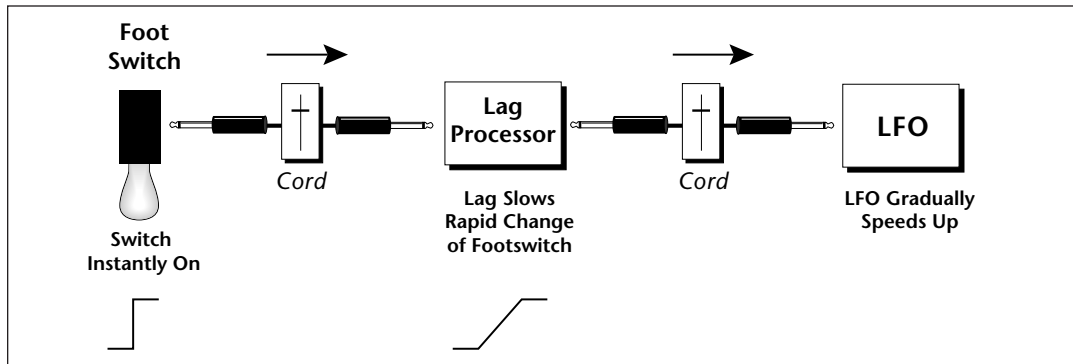 Foot
Switch
Cord
Lag
Processor
Cord
LFO
Switch
Instantly On
Lag Slows
Rapid Change
of Footswitch
LFO Gradually
Speeds Up